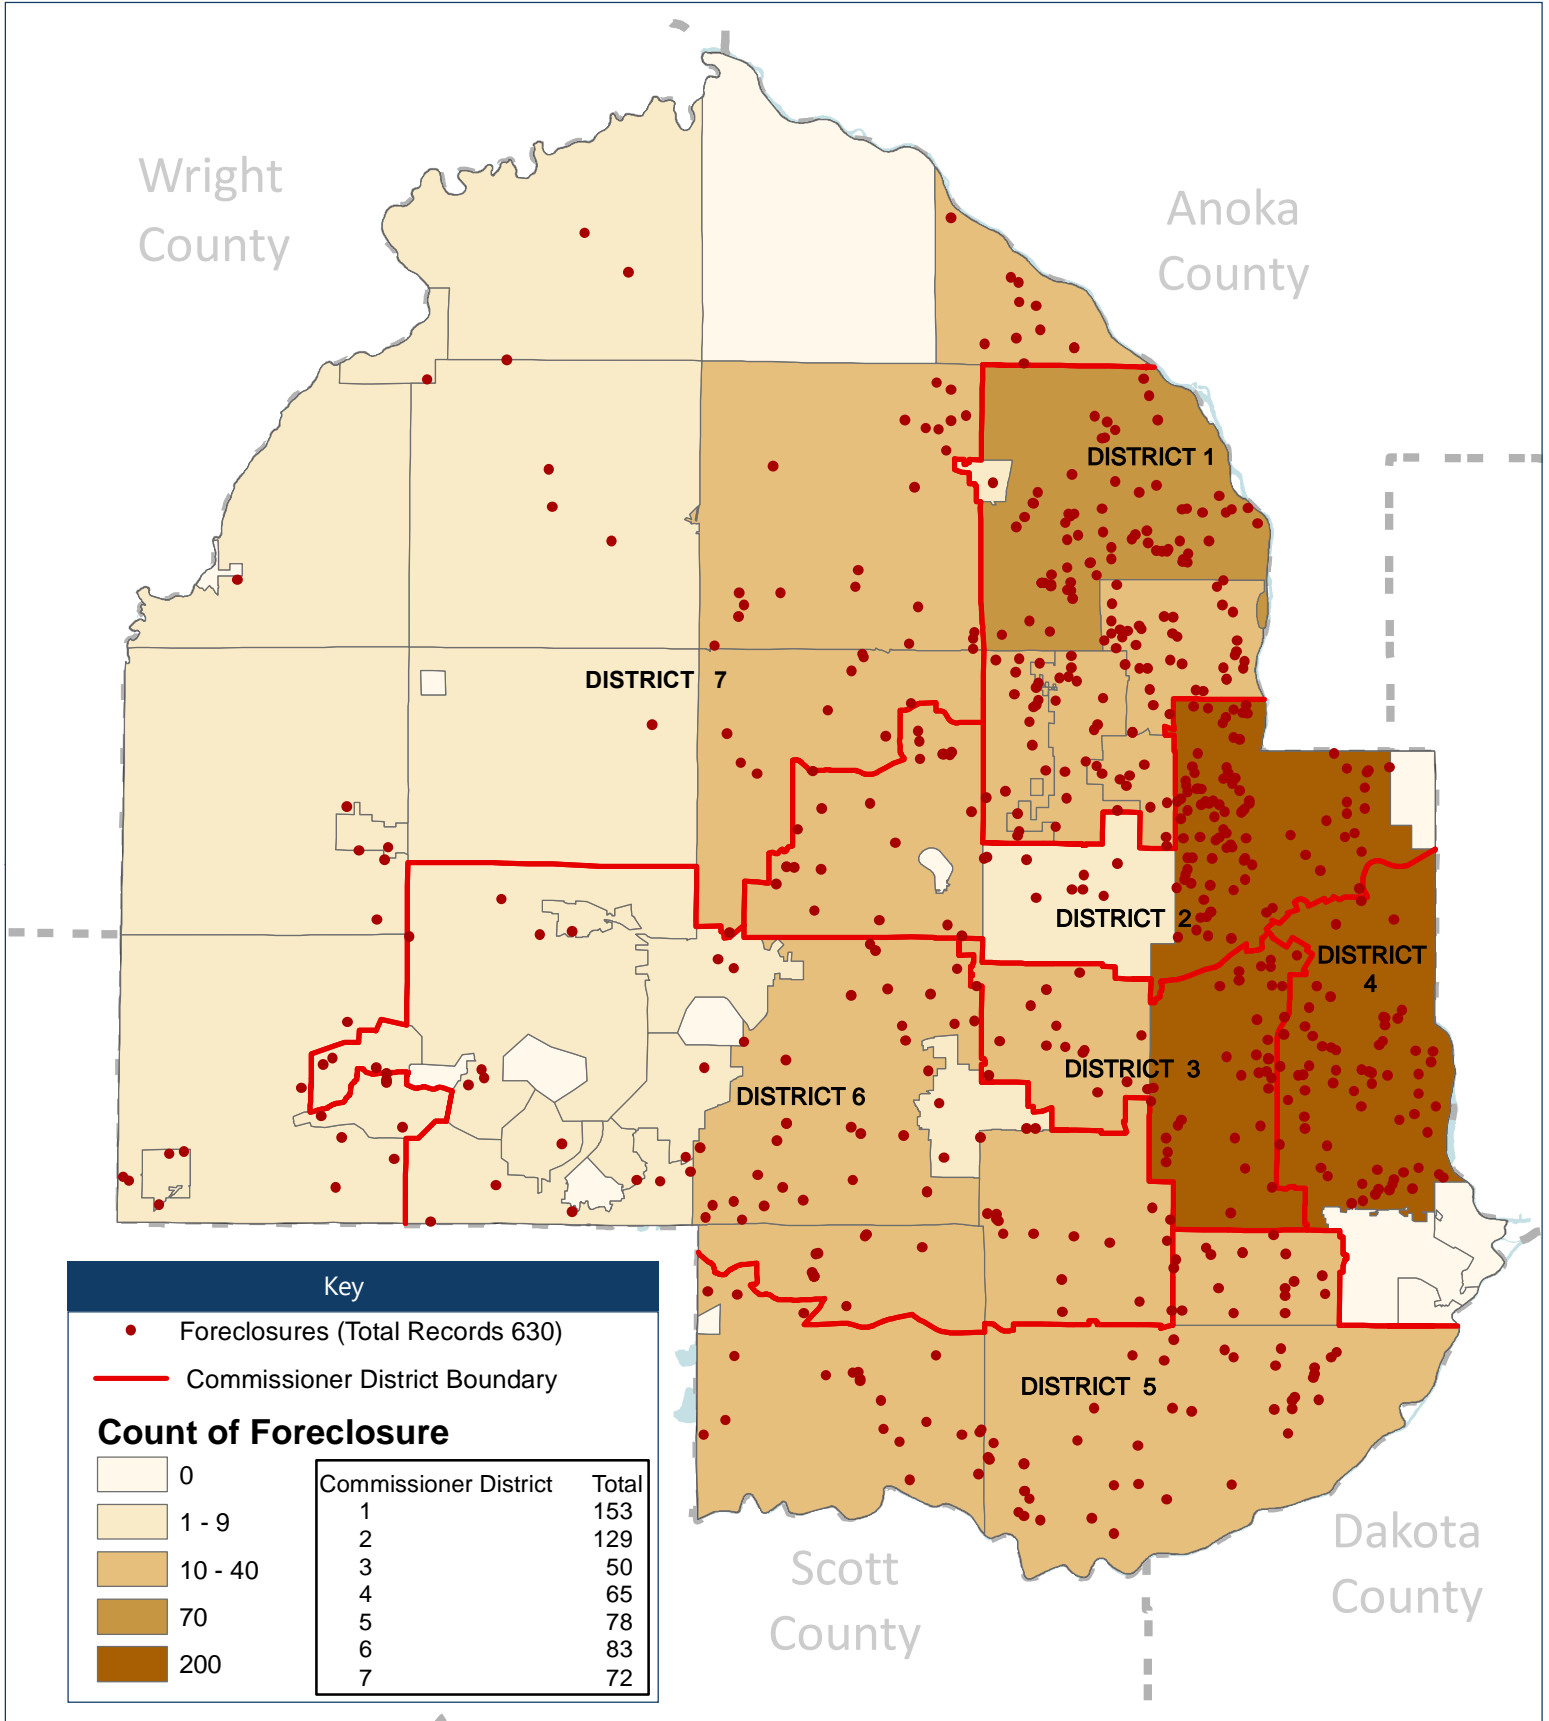 Wright
County
Anoka
County
DISTRICT 1
DISTRICT 7
DISTRICT 2
DISTRICT
4
DISTRICT 3
DISTRICT 6
DISTRICT 5
Key
Foreclosures (Total Records 630)
Commissioner District Boundary
Count of Foreclosure
0
1 - 9
10 - 40
70
200
Commissioner District Total
1 153
2 129
3 50
4 65
5 78
6 83
7 72
Scott
County
Dakota
County